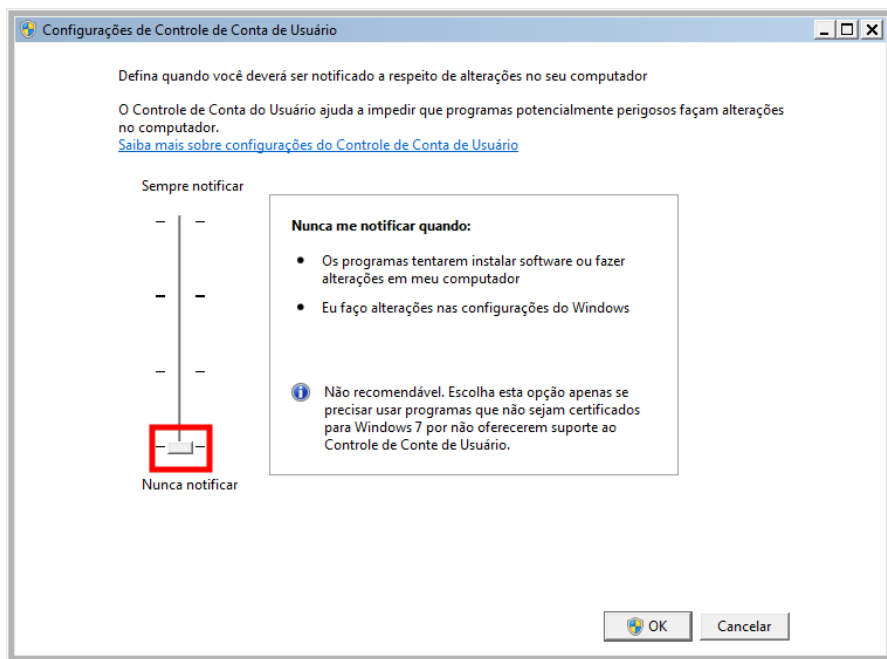 Configurações de Controle de Conta de Usuário
Defina quando você deverá ser notificado a respeito de alterações no seu computador
O Controle de Conta do Usuário ajuda a impedir que programas potencialmente perigosos façam alterações
no computador.
Saiba mais sobre configurações do Controle de Conta de Usuário
Sempre notificar
Nunca me notificar quando:
Os programas tentarem instalar software ou fazer
alterações em meu computador
Eu faço alterações nas configurações do Windows
Não recomendável. Escolha esta opção apenas se
precisar usar programas que não sejam certificados
para Windows 7 por não oferecerem suporte ao
Controle de Conte de Usuário.
Nunca notificar
OK
Cancelar